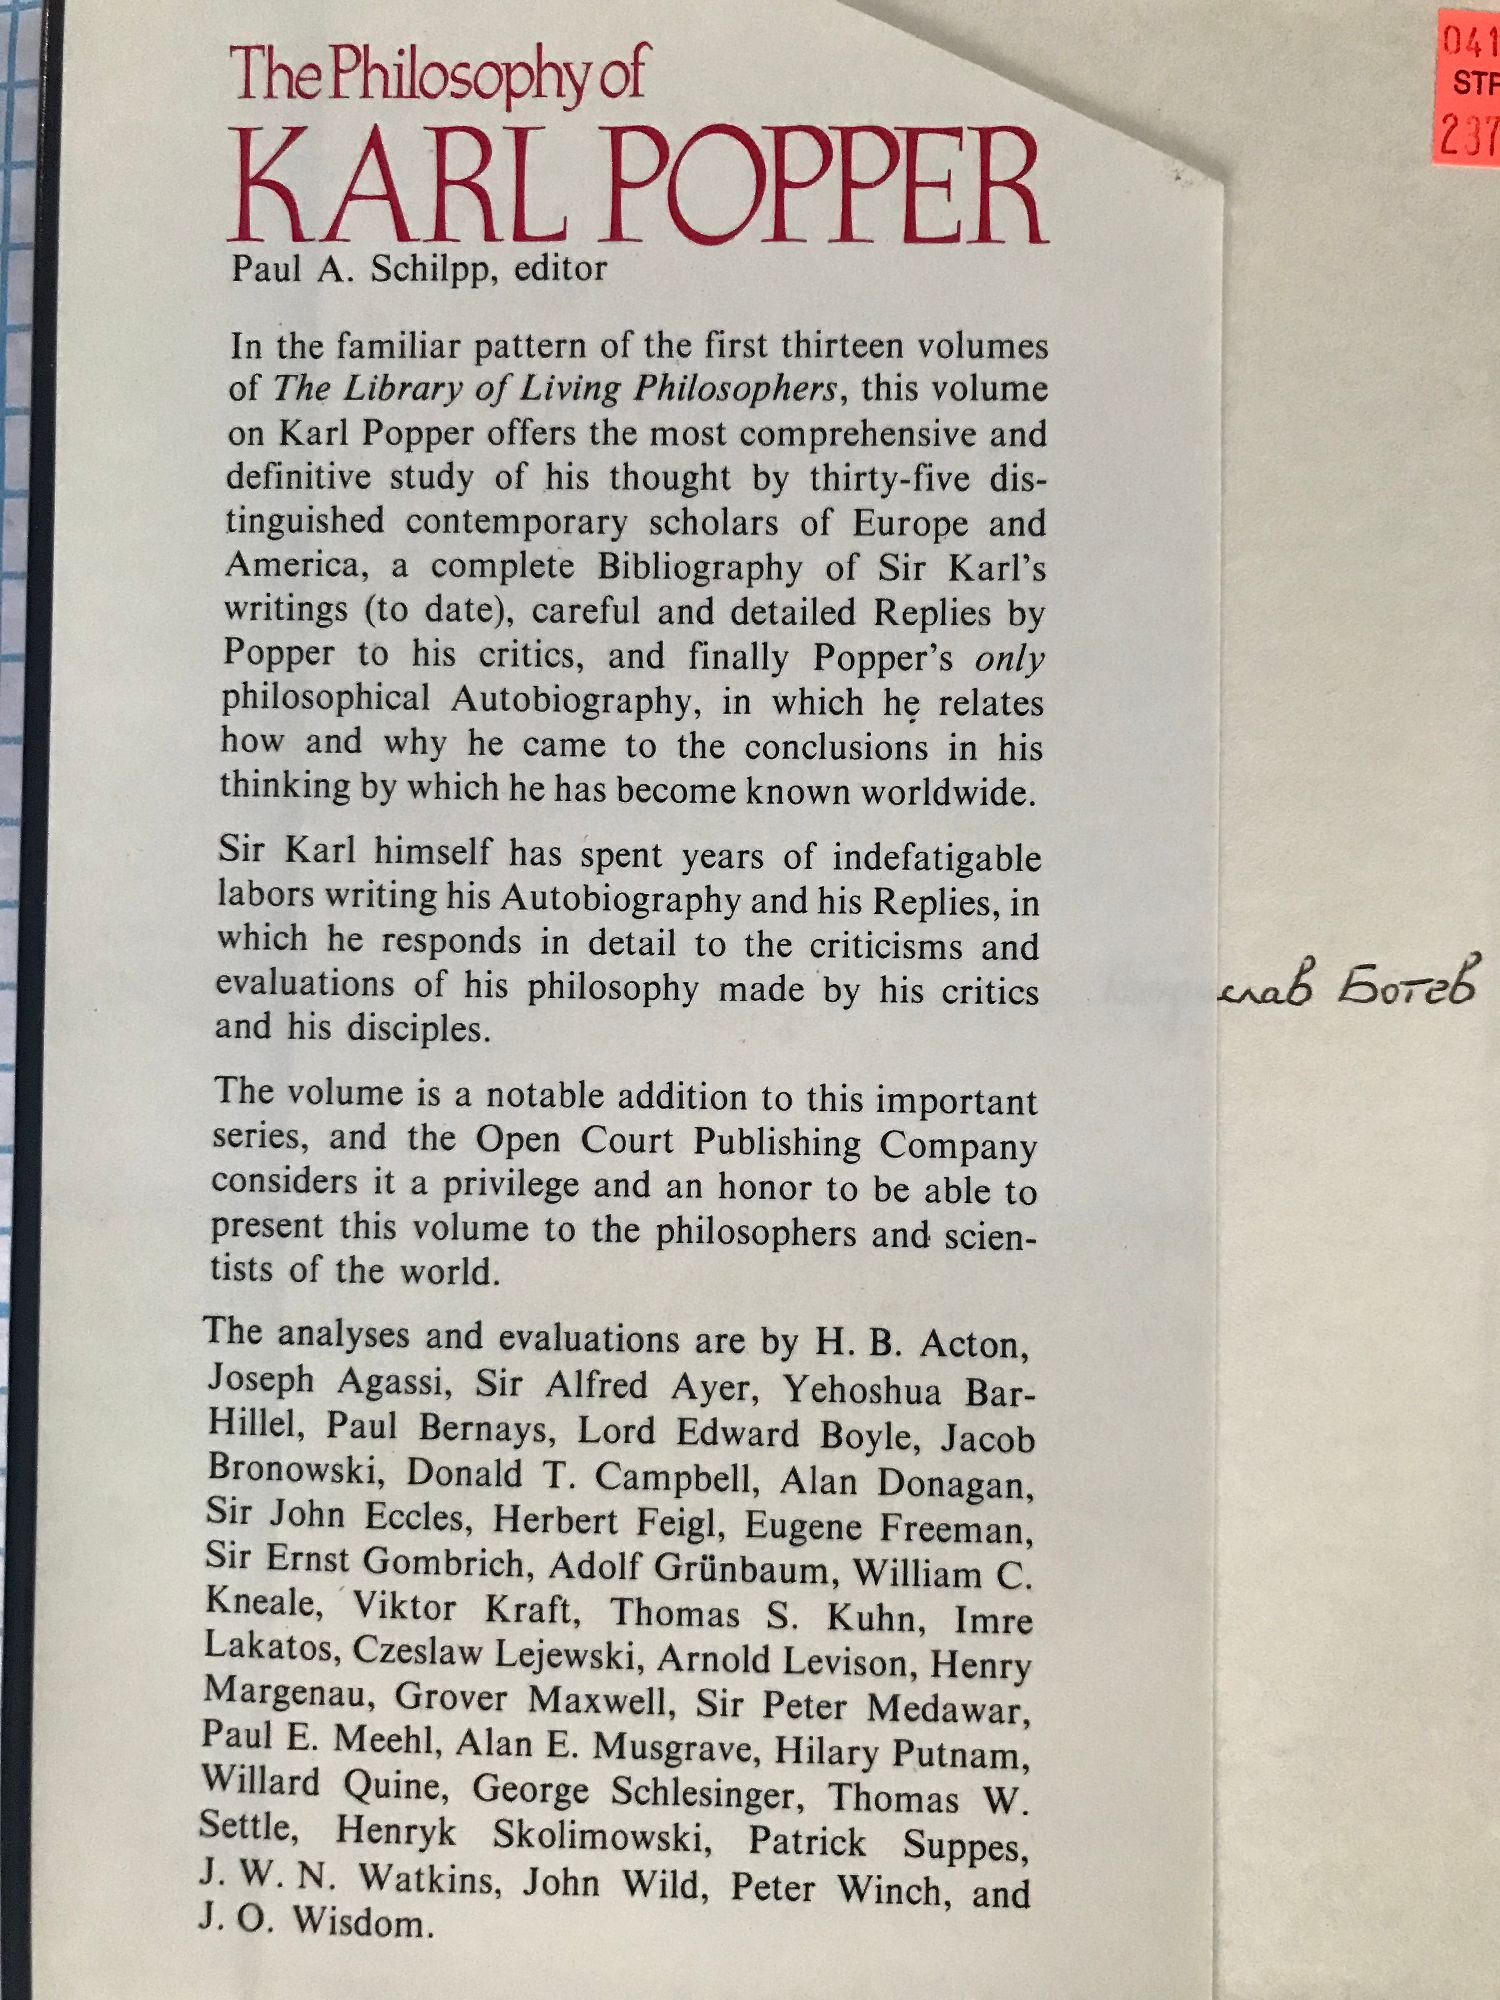 The Philosophy of
KARL POPPER
Paul A. Schilpp, editor
In the familiar pattern of the first thirteen volumes
of The Library of Living Philosophers, this volume
on Karl Popper offers the most comprehensive and
definitive study of his thought by thirty-five dis-
tinguished contemporary scholars of Europe and
America, a complete Bibliography of Sir Karl's
writings (to date), careful and detailed Replies by
Popper to his critics, and finally Popper's only
philosophical Autobiography, in which he relates
how and why he came to the conclusions in his
thinking by which he has become known worldwide.
Sir Karl himself has spent years of indefatigable
labors writing his Autobiography and his Replies, in
which he responds in detail to the criticisms and
evaluations of his philosophy made by his critics
and his disciples.
The volume is a notable addition to this important
series, and the Open Court Publishing Company
considers it a privilege and an honor to be able to
present this volume to the philosophers and scien-
tists of the world.
The analyses and evaluations are by H. B. Acton,
Joseph Agassi, Sir Alfred Ayer, Yehoshua Bar-
Hillel, Paul Bernays, Lord Edward Boyle, Jacob
Bronowski, Donald T. Campbell, Alan Donagan,
Sir John Eccles, Herbert Feigl, Eugene Freeman,
Sir Ernst Gombrich, Adolf Grünbaum, William C.
Kneale, Viktor Kraft, Thomas S. Kuhn, Imre
Lakatos, Czeslaw Lejewski, Arnold Levison, Henry
Margenau, Grover Maxwell, Sir Peter Medawar,
Paul E. Meehl, Alan E. Musgrave, Hilary Putnam,
Willard Quine, George Schlesinger, Thomas W.
Settle, Henryk Skolimowski, Patrick Suppes,
J. W. N. Watkins, John Wild, Peter Winch, and
J. O. Wisdom.
041
STR
237
слав Ботев